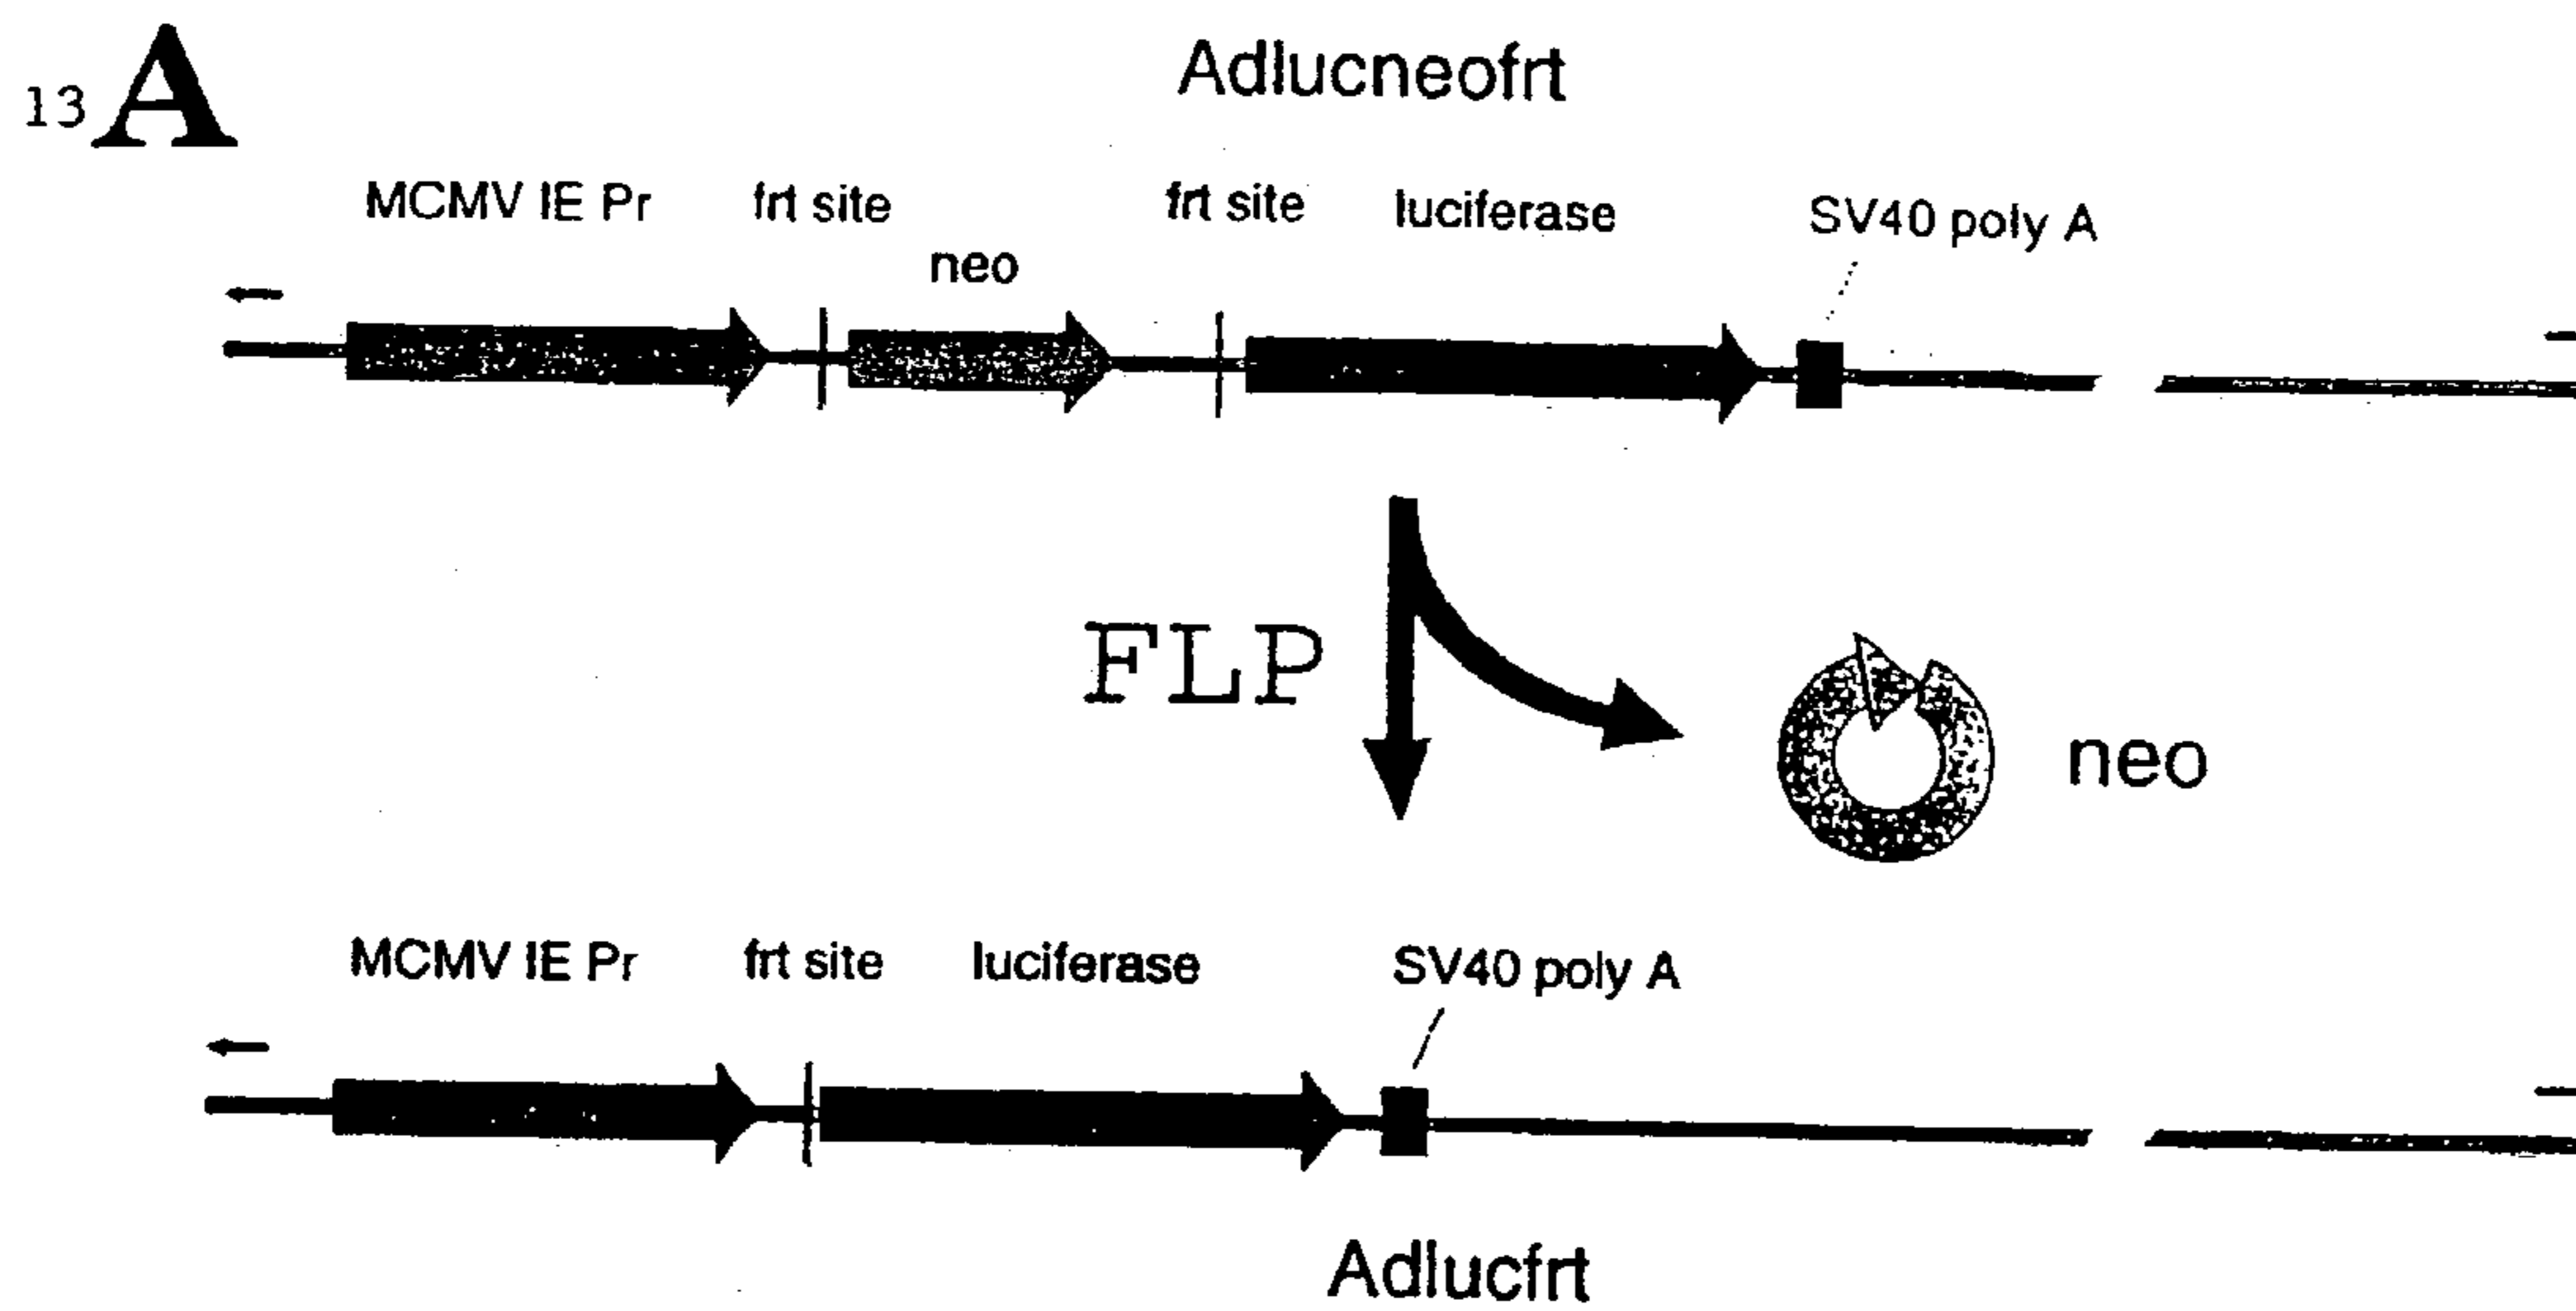 13 A
Adlucneofrt
MCMV IE Pr frt site frt site luciferase SV40 poly A
neo
FLP
neo
MCMV IE Pr frt site luciferase SV40 poly A
Adlucfrt